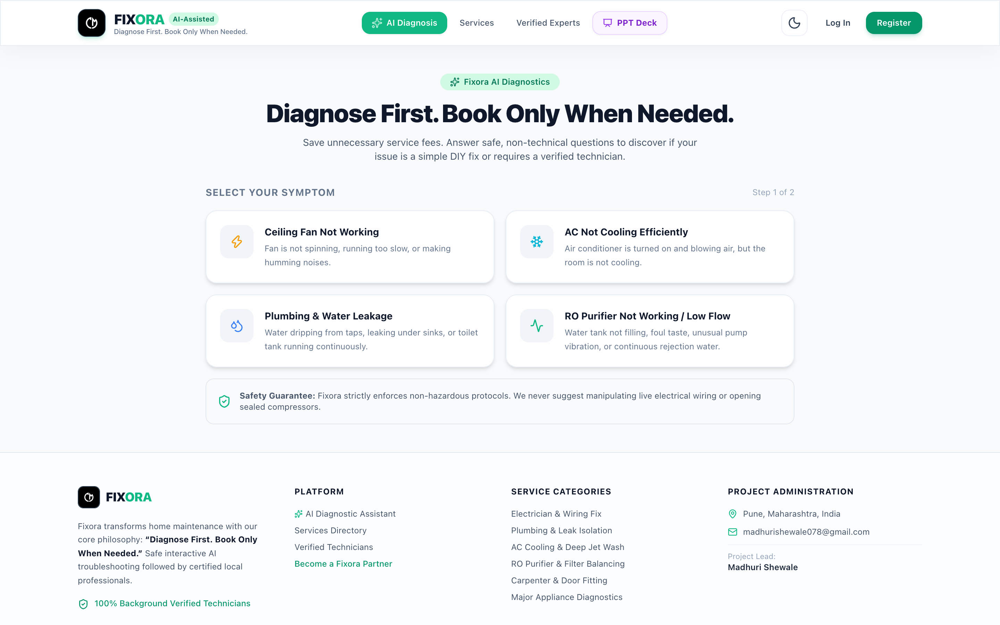 FIXORA AI-Assisted
Diagnose First. Book Only When Needed.
AI Diagnosis
Services
Verified Experts
PPT Deck
Log In
Register
Fixora AI Diagnostics
Diagnose First. Book Only When Needed.
Save unnecessary service fees. Answer safe, non-technical questions to discover if your
issue is a simple DIY fix or requires a verified technician.
SELECT YOUR SYMPTOM
Step 1 of 2
Ceiling Fan Not Working
Fan is not spinning, running too slow, or making
humming noises.
AC Not Cooling Efficiently
Air conditioner is turned on and blowing air, but the
room is not cooling.
Plumbing & Water Leakage
Water dripping from taps, leaking under sinks, or toilet
tank running continuously.
RO Purifier Not Working / Low Flow
Water tank not filling, foul taste, unusual pump
vibration, or continuous rejection water.
Safety Guarantee: Fixora strictly enforces non-hazardous protocols. We never suggest manipulating live electrical wiring or opening
sealed compressors.
FIXORA
Fixora transforms home maintenance with our
core philosophy: “Diagnose First. Book Only
When Needed.” Safe interactive AI
troubleshooting followed by certified local
professionals.
100% Background Verified Technicians
PLATFORM
AI Diagnostic Assistant
Services Directory
Verified Technicians
Become a Fixora Partner
SERVICE CATEGORIES
Electrician & Wiring Fix
Plumbing & Leak Isolation
AC Cooling & Deep Jet Wash
RO Purifier & Filter Balancing
Carpenter & Door Fitting
Major Appliance Diagnostics
PROJECT ADMINISTRATION
Pune, Maharashtra, India
madhurishewale078@gmail.com
Project Lead:
Madhuri Shewale